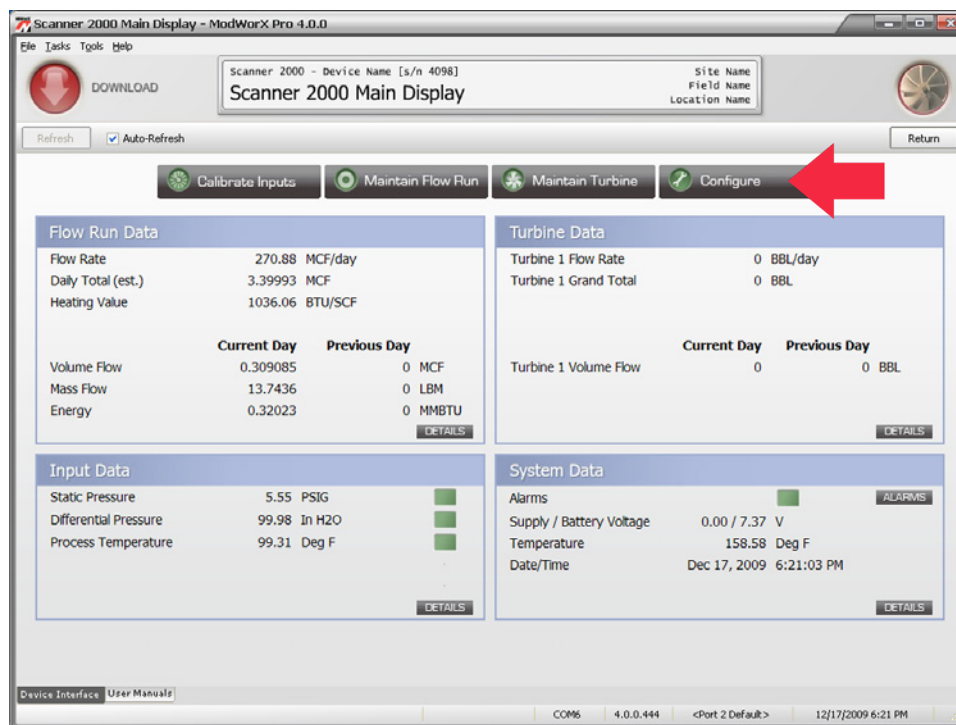 Scanner 2000 Main Display - ModWorX Pro 4.0.0
File Tasks Tools Help
DOWNLOAD
Scanner 2000 - Device Name [s/n 4098]
Scanner 2000 Main Display
Site Name
Field Name
Location Name
Refresh Auto-Refresh Return
Calibrate Inputs Maintain Flow Run Maintain Turbine Configure
Flow Run Data
Flow Rate 270.88 MCF/day
Daily Total (est.) 3.39993 MCF
Heating Value 1036.06 BTU/SCF
Current Day Previous Day
Volume Flow 0.309085 0 MCF
Mass Flow 13.7436 0 LBM
Energy 0.32023 0 MMBTU
DETAILS
Turbine Data
Turbine 1 Flow Rate 0 BBL/day
Turbine 1 Grand Total 0 BBL
Current Day Previous Day
Turbine 1 Volume Flow 0 0 BBL
DETAILS
Input Data
Static Pressure 5.55 PSIG
Differential Pressure 99.98 In H2O
Process Temperature 99.31 Deg F
DETAILS
System Data
Alarms ALARMS
Supply / Battery Voltage 0.00 / 7.37 V
Temperature 158.58 Deg F
Date/Time Dec 17, 2009 6:21:03 PM
DETAILS
Device Interface User Manuals
COM6 4.0.0.444 <Port 2 Default> 12/17/2009 6:21 PM